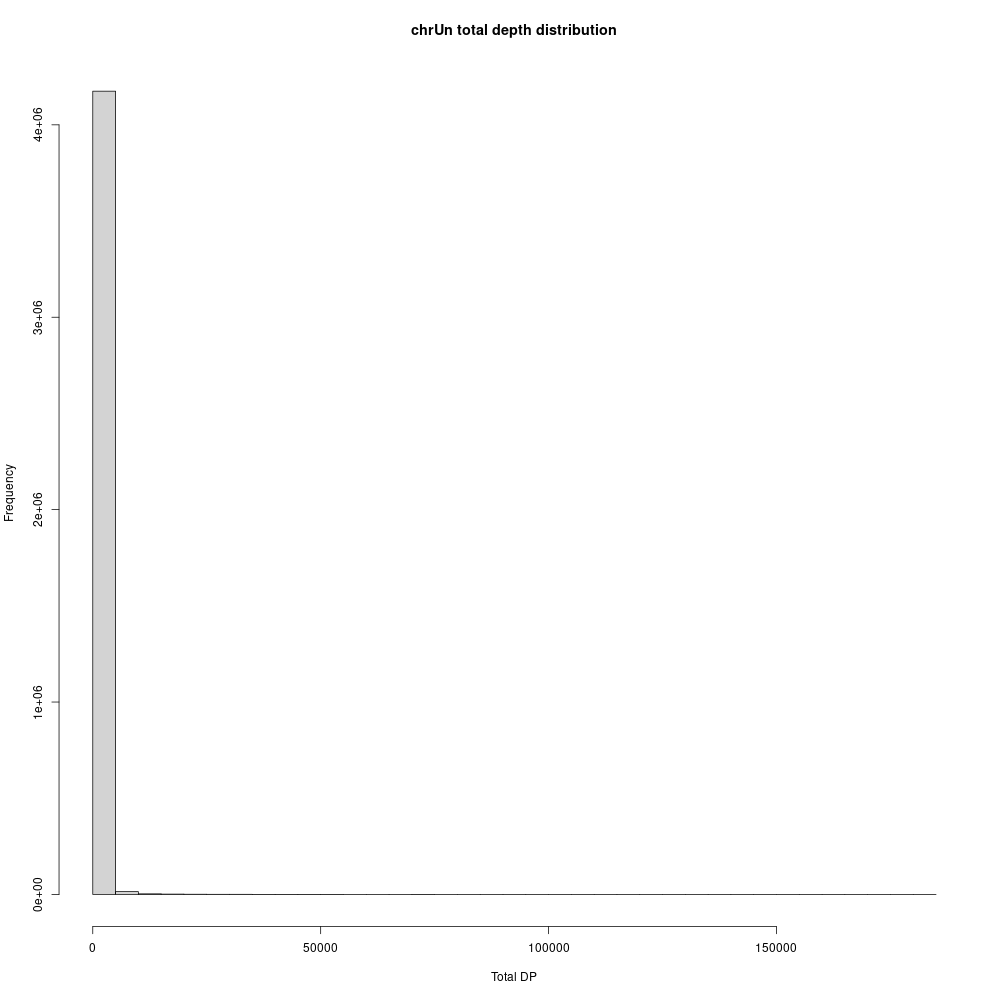 chrUn total depth distribution
4e+06
3e+06
2e+06
1e+06
0e+00
Frequency
0
50000
100000
150000
Total DP